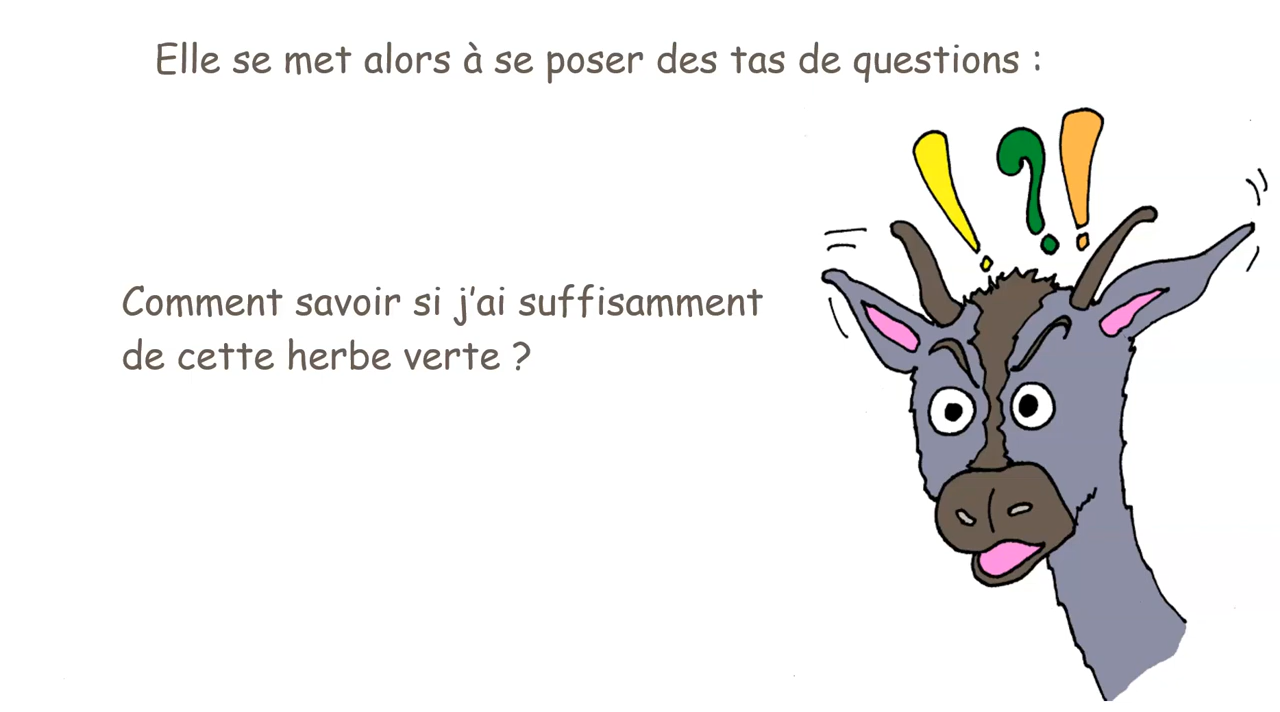 Elle se met alors à se poser des tas de questions :
Comment savoir si j'ai suffisamment
de cette herbe verte ?